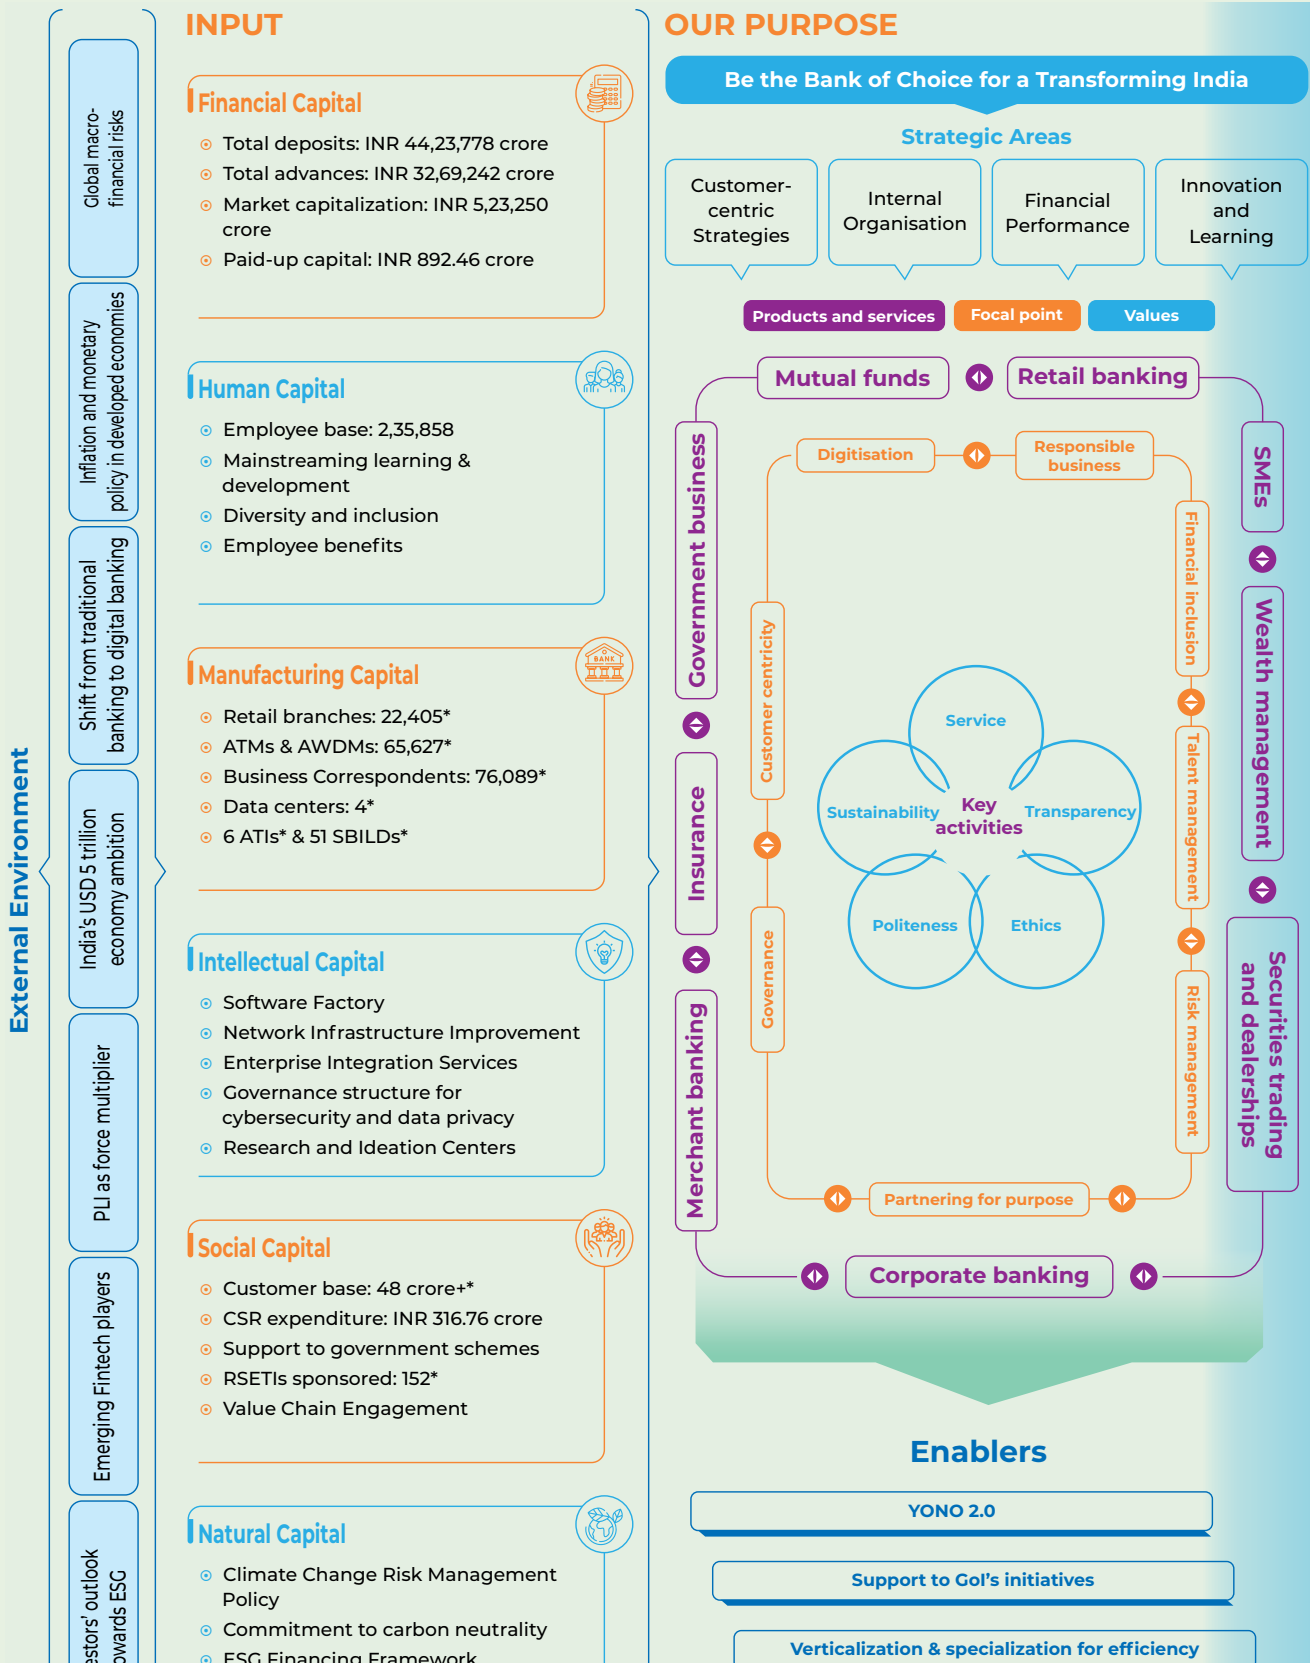 External Environment
Global macro-
financial risks
Inflation and monetary
policy in developed economies
Shift from traditional
banking to digital banking
India's USD 5 trillion
economy ambition
PLI as force multiplier
Emerging Fintech players
outlook
ESG
INPUT
Financial Capital
Total deposits: INR 44,23,778 crore
Total advances: INR 32,69,242 crore
Market capitalization: INR 5,23,250
crore
Paid-up capital: INR 892.46 crore
Human Capital
Employee base: 2,35,858
Mainstreaming learning &
development
Diversity and inclusion
Employee benefits
BANK
Manufacturing Capital
Retail branches: 22,405*
ATMs & AWDMs: 65,627*
Business Correspondents: 76,089*
Data centers: 4*
6 ATIs* & 51 SBILDs*
Intellectual Capital
Software Factory
Network Infrastructure Improvement
Enterprise Integration Services
Governance structure for
cybersecurity and data privacy
Research and Ideation Centers
Social Capital
Customer base: 48 crore+*
CSR expenditure: INR 316.76 crore
Support to government schemes
RSETIs sponsored: 152*
Value Chain Engagement
Natural Capital
Climate Change Risk Management
Policy
Commitment to carbon neutrality
ESG Financing Framework
OUR PURPOSE
Be the Bank of Choice for a Transforming India
Strategic Areas
Customer-
centric
Strategies
Internal
Organisation
Financial
Performance
Innovation
and
Learning
Products and services
Focal point
Values
Mutual funds
Retail banking
SMEs
Wealth management
Securities trading
and dealerships
Corporate banking
Merchant banking
Insurance
Government business
Digitisation
Responsible
business
Financial inclusion
Talent management
Risk management
Partnering for purpose
Governance
Customer centricity
Service
Transparency
Ethics
Politeness
Sustainability
Key
activities
Enablers
YONO 2.0
Support to GoI's initiatives
Verticalization & specialization for efficiency